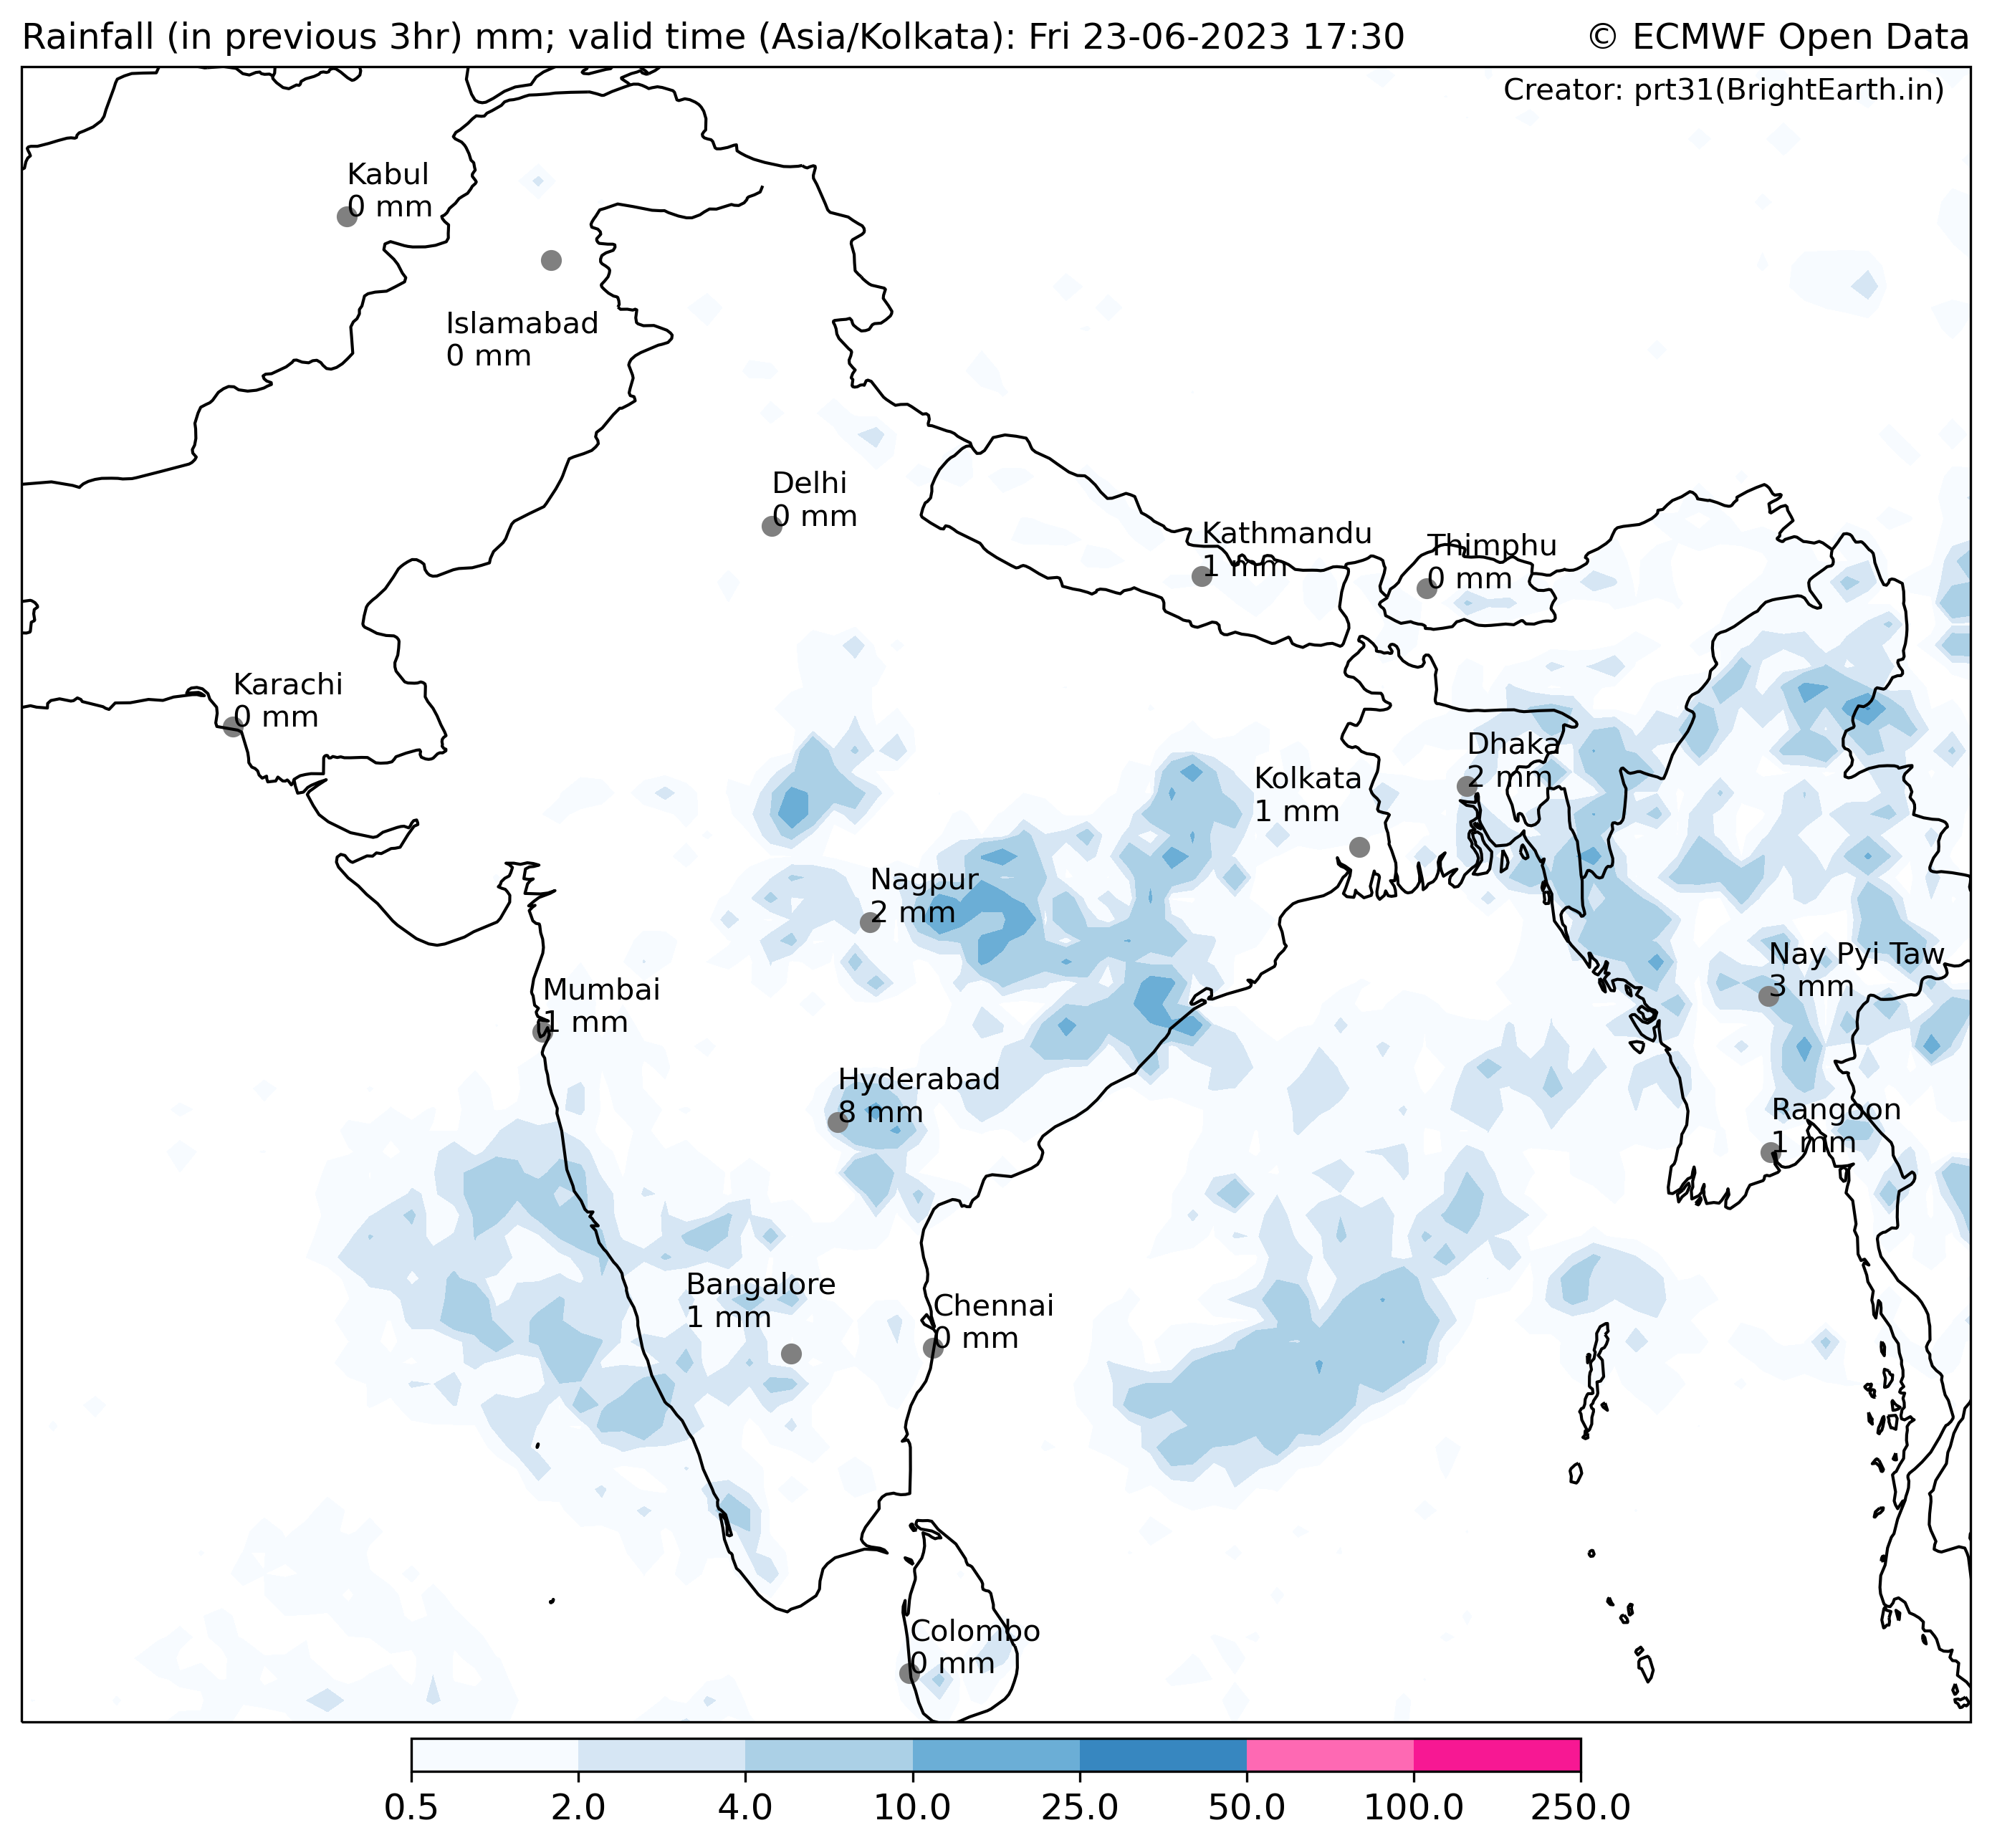 Rainfall (in previous 3hr) mm; valid time (Asia/Kolkata): Fri 23-06-2023 17:30
© ECMWF Open Data
Creator: prt31(BrightEarth.in)
Kabul
0 mm
Islamabad
0 mm
Delhi
0 mm
Kathmandu
1 mm
Thimphu
0 mm
Karachi
0 mm
Dhaka
2 mm
Kolkata
1 mm
Nagpur
2 mm
Nay Pyi Taw
3 mm
Mumbai
1 mm
Hyderabad
8 mm
Rangoon
1 mm
Bangalore
1 mm
Chennai
0 mm
Colombo
0 mm
0.5 2.0 4.0 10.0 25.0 50.0 100.0 250.0